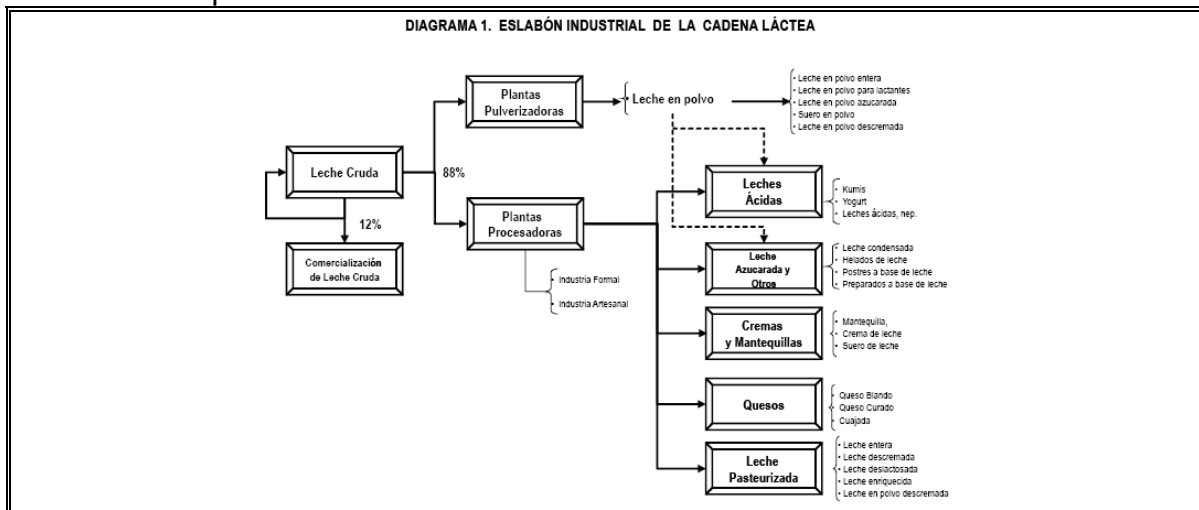 DIAGRAMA 1. ESLABÓN INDUSTRIAL DE LA CADENA LÁCTEA
Plantas
Pulverizadoras
• Leche en polvo
• Leche en polvo entera
• Leche en polvo para lactantes
• Leche en polvo azucarada
• Suero en polvo
• Leche en polvo descremada
Leche Cruda
88%
12%
Comercialización
de Leche Cruda
Plantas
Procesadoras
• Industria Formal
• Industria Artesanal
Leches
Ácidas
• Kumis
• Yogurt
• Leches ácidas, nep.
Leche
Azucarada y
Otros
• Leche condensada
• Helados de leche
• Postres a base de leche
• Preparados a base de leche
Cremas
y Mantequillas
• Mantequilla,
• Crema de leche
• Suero de leche
Quesos
• Queso Blando
• Queso Curado
• Cuajada
Leche
Pasteurizada
• Leche entera
• Leche descremada
• Leche deslactosada
• Leche enriquecida
• Leche en polvo descremada